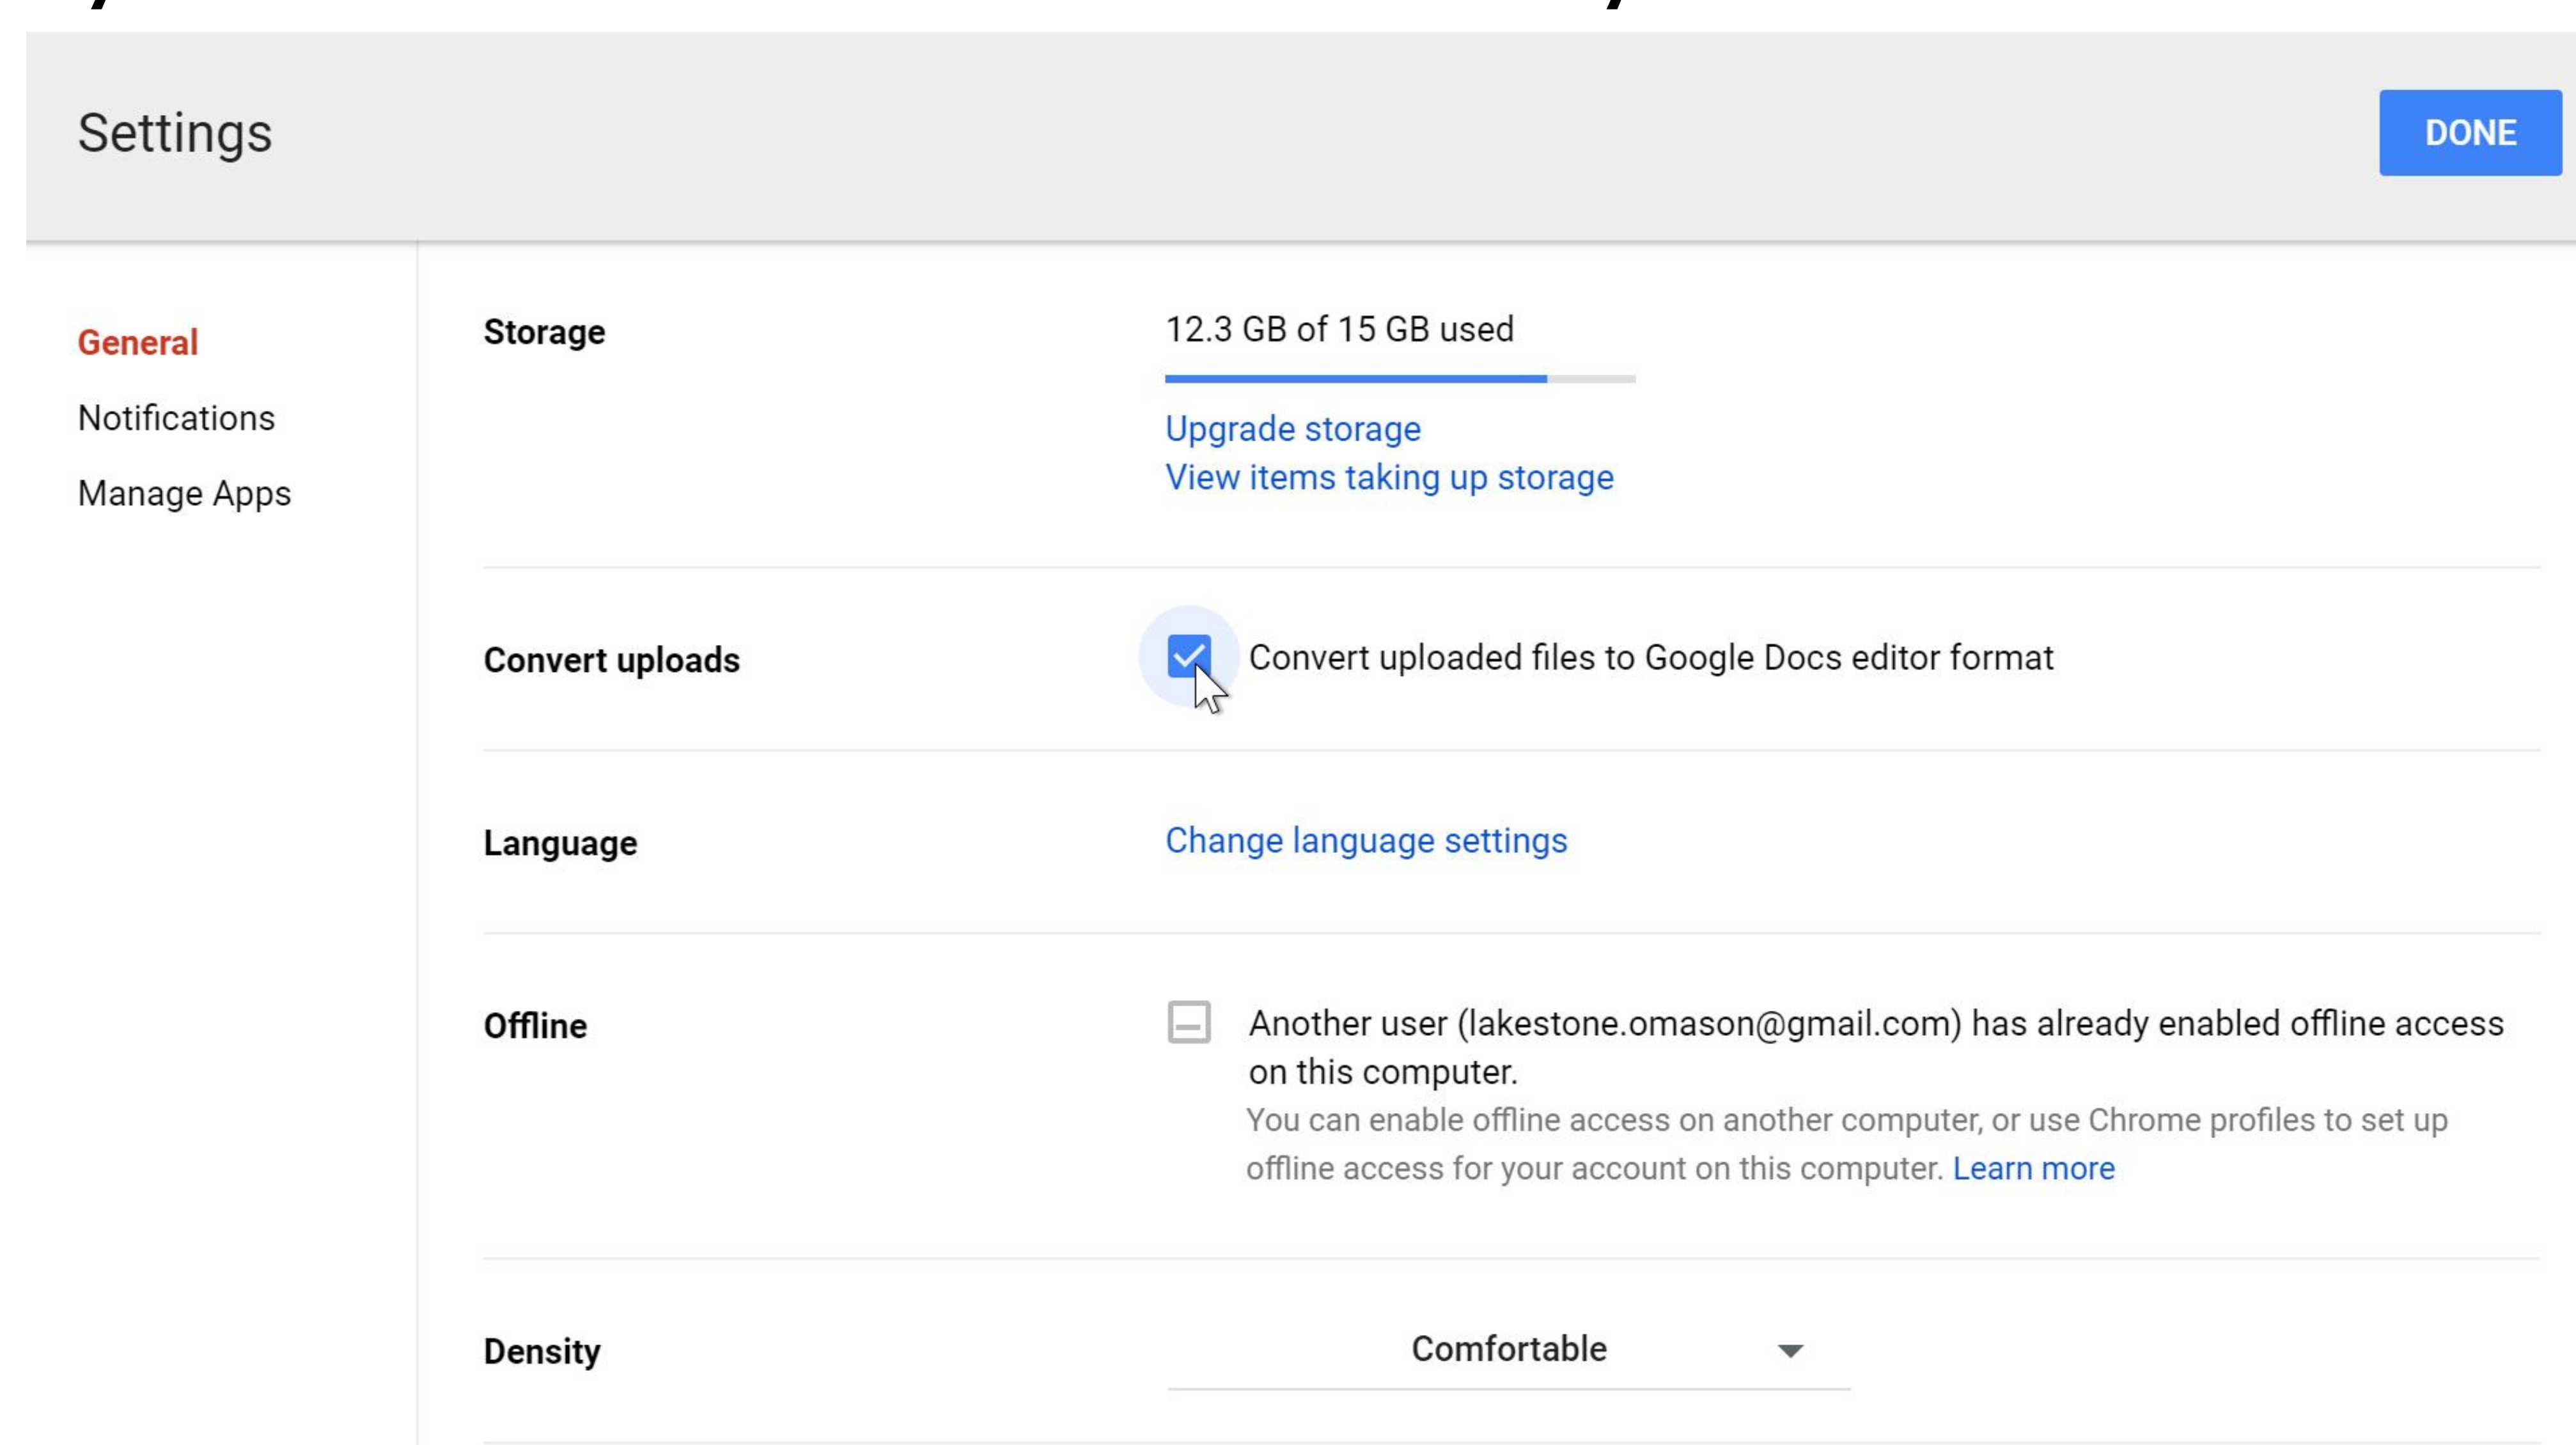 Settings
DONE
General
Notifications
Manage Apps
Storage
12.3 GB of 15 GB used
Upgrade storage
View items taking up storage
Convert uploads
Convert uploaded files to Google Docs editor format
Language
Change language settings
Offline
Another user (lakestone.omason@gmail.com) has already enabled offline access
on this computer.
You can enable offline access on another computer, or use Chrome profiles to set up
offline access for your account on this computer. Learn more
Density
Comfortable